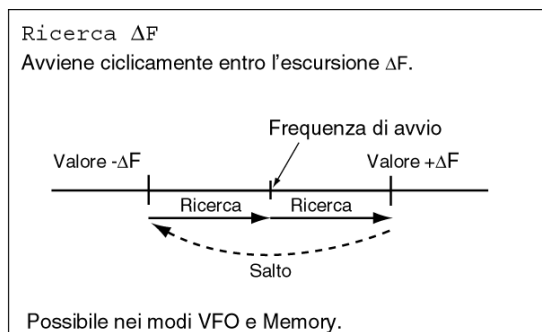 Ricerca ΔF
Avviene ciclicamente entro l'escursione ΔF.
Frequenza di avvio
Valore -ΔF Valore +ΔF
Ricerca Ricerca
Salto
Possibile nei modi VFO e Memory.